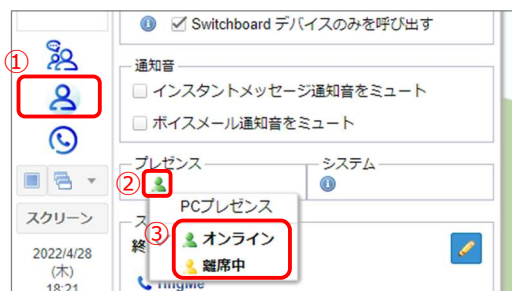 Switchboard デバイスのみを呼び出す
①
通知音
インスタントメッセージ通知音をミュート
ボイスメール通知音をミュート
プレゼンス
システム
②
PCプレゼンス
③
オンライン
離席中
スクリーン
2022/4/28
(木)
18:21
ス
終
ringMe